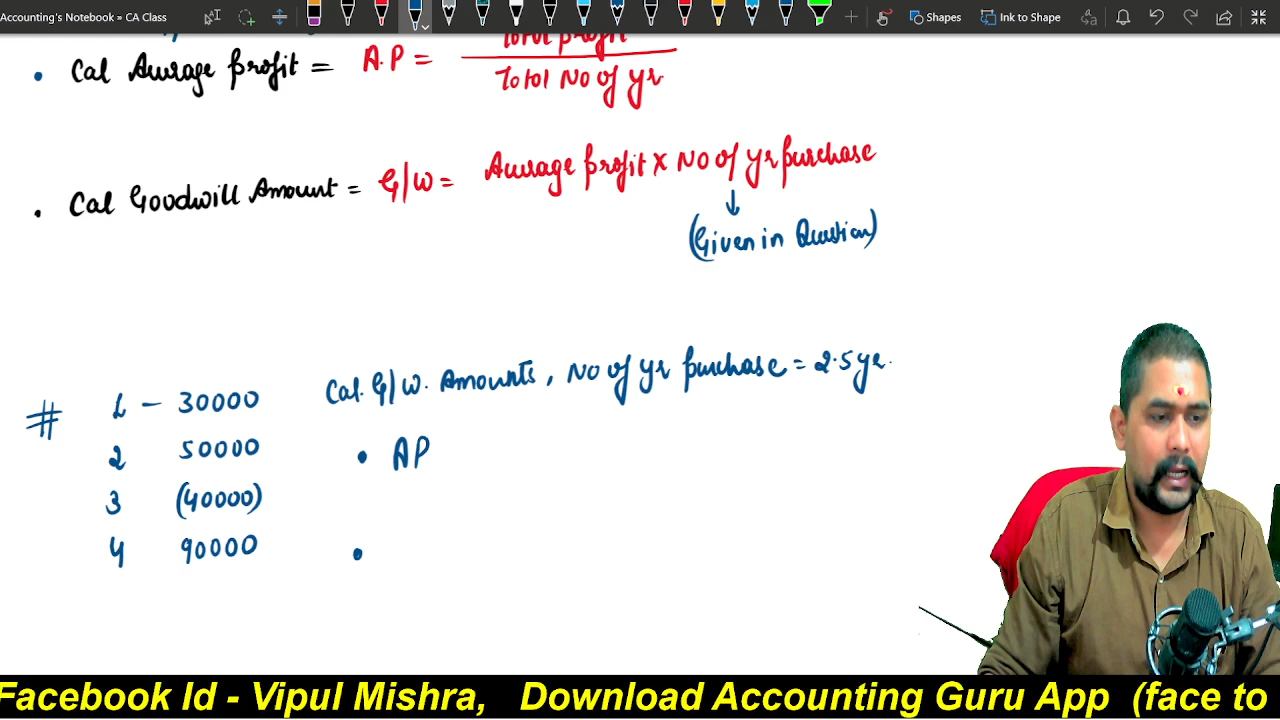 Accounting's Notebook » CA Class
Shapes
Ink to Shape
Total profit
• Cal Average profit = A.P = Total No of yr
• Cal Goodwill Amount = G/W = Average profit x No of yr purchase
(Given in Question)
# 1 - 30000 Cal. G/W. Amounts, No of yr purchase = 2.5 yr.
2 50000 • AP
3 (40000)
4 90000 •
Facebook Id - Vipul Mishra, Download Accounting Guru App (face to